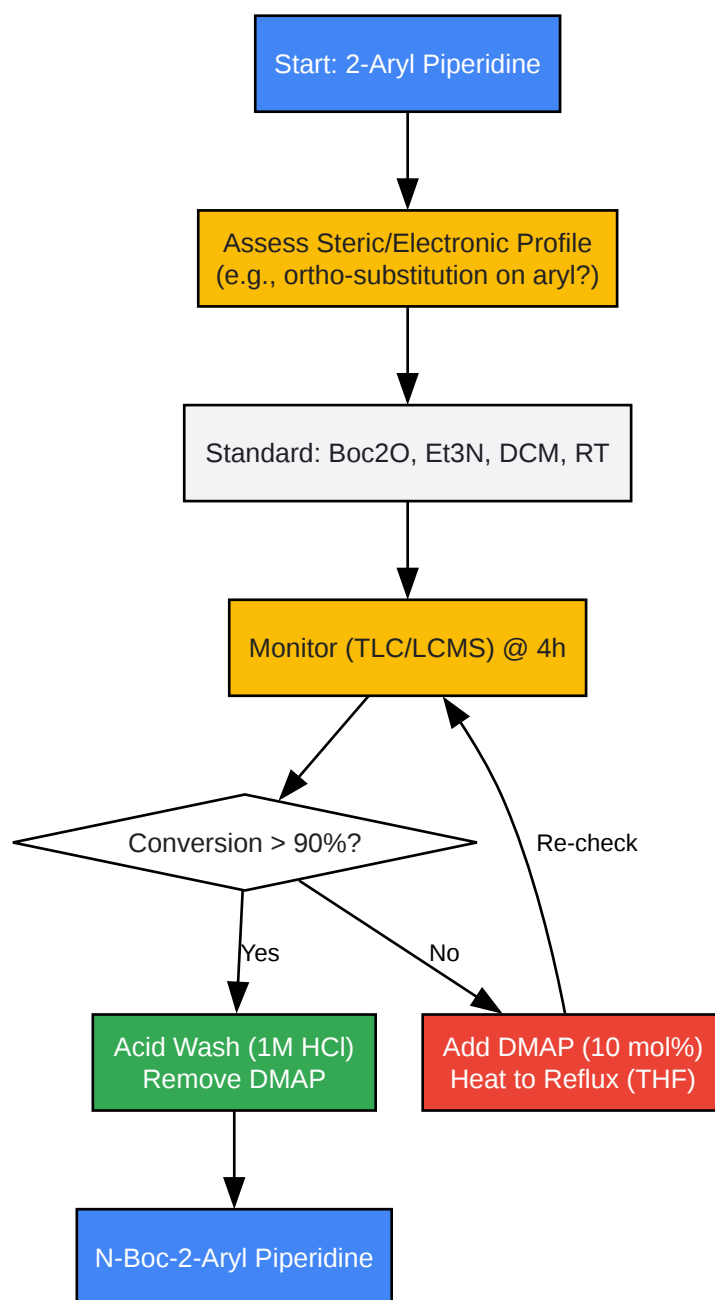 Start: 2-Aryl Piperidine
Assess Steric/Electronic Profile
(e.g., ortho-substitution on aryl?)
Standard: Boc2O, Et3N, DCM, RT
Monitor (TLC/LCMS) @ 4h
Conversion > 90%?
Re-check
Yes
No
Acid Wash (1M HCl)
Remove DMAP
Add DMAP (10 mol%)
Heat to Reflux (THF)
N-Boc-2-Aryl Piperidine